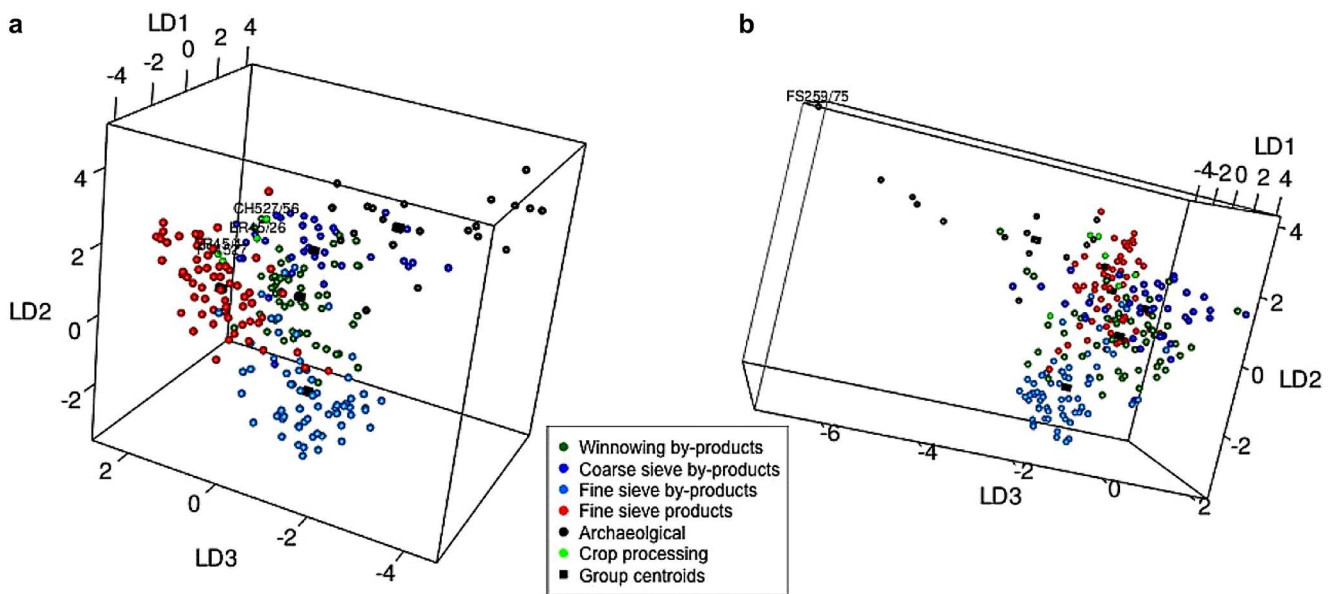 a
LD1
-4 -2 0 2 4
CH527/56
ER45/26
LD2
4
2
0
-2
2
0
-2
-4
LD3
b
FS259/75
LD1
-4 -2 0 2 4
4
2
0
-2
LD2
-6
-4
-2
0
2
LD3
Winnowing by-products
Coarse sieve by-products
Fine sieve by-products
Fine sieve products
Archaeolgical
Crop processing
Group centroids